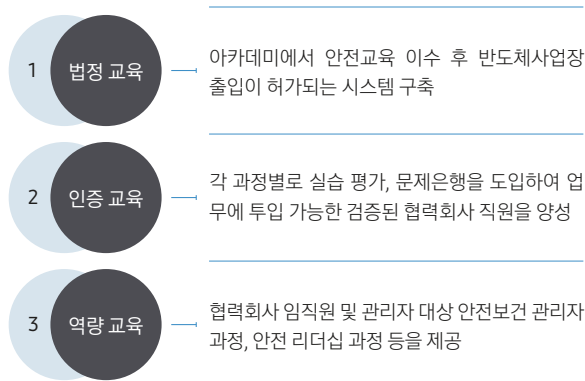 1 법정 교육
아카데미에서 안전교육 이수 후 반도체사업장
출입이 허가되는 시스템 구축
2 인증 교육
각 과정별로 실습 평가, 문제은행을 도입하여 업
무에 투입 가능한 검증된 협력회사 직원을 양성
3 역량 교육
협력회사 임직원 및 관리자 대상 안전보건 관리자
과정, 안전 리더십 과정 등을 제공